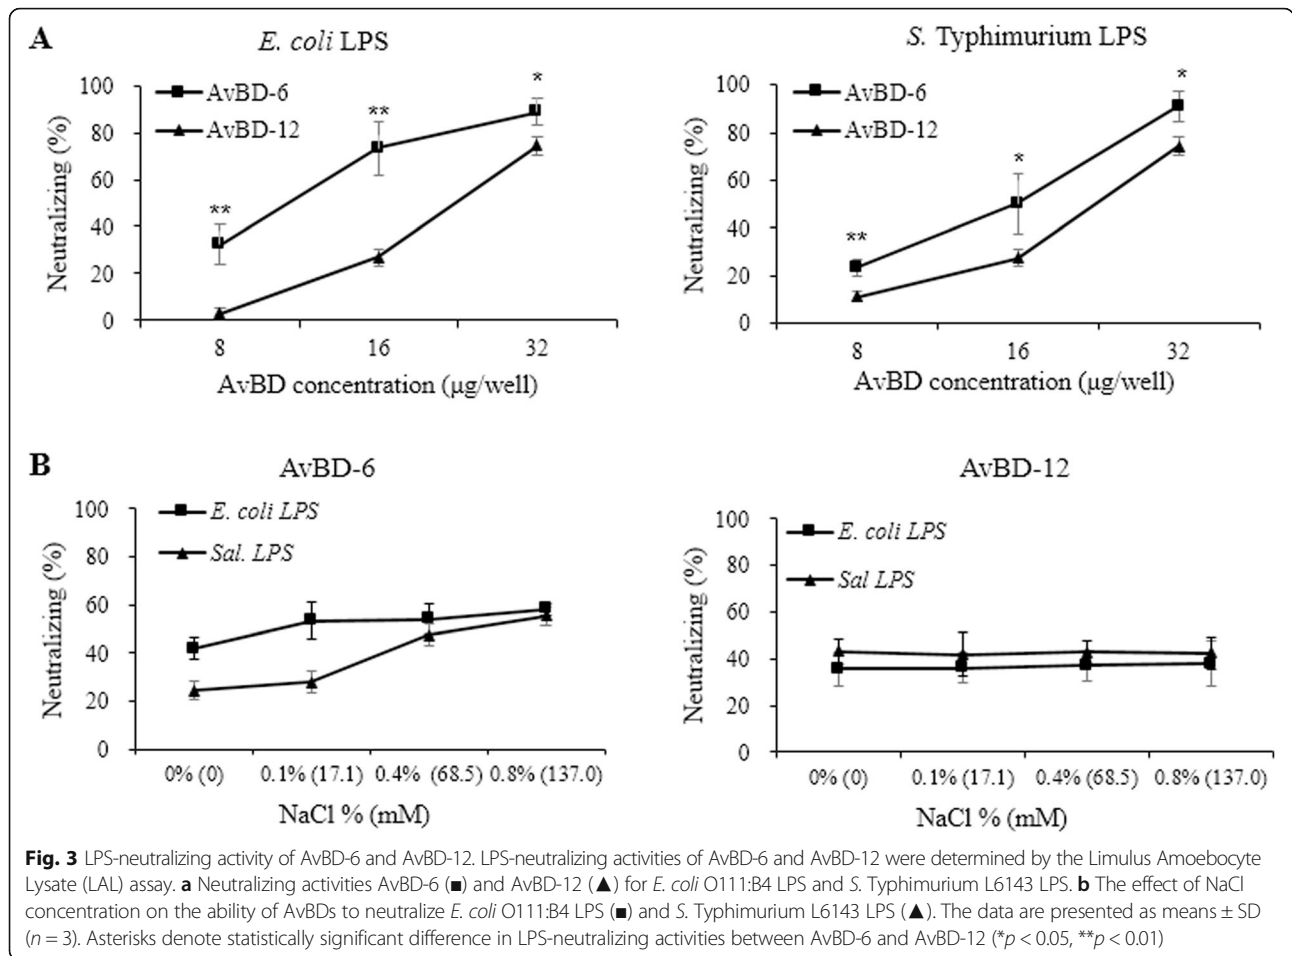 A
E. coli LPS
100
80
60
40
20
0
Neutralizing (%)
AvBD-6
AvBD-12
**
**
*
8
16
32
AvBD concentration (µg/well)
S. Typhimurium LPS
100
80
60
40
20
0
Neutralizing (%)
AvBD-6
AvBD-12
**
*
*
8
16
32
AvBD concentration (µg/well)
B
AvBD-6
100
80
60
40
20
0
Neutralizing (%)
E. coli LPS
Sal. LPS
0% (0) 0.1% (17.1) 0.4% (68.5) 0.8% (137.0)
NaCl % (mM)
AvBD-12
100
80
60
40
20
0
Neutralizing (%)
E. coli LPS
Sal LPS
0% (0) 0.1% (17.1) 0.4% (68.5) 0.8% (137.0)
NaCl % (mM)
Fig. 3 LPS-neutralizing activity of AvBD-6 and AvBD-12. LPS-neutralizing activities of AvBD-6 and AvBD-12 were determined by the Limulus Amoebocyte
Lysate (LAL) assay. a Neutralizing activities AvBD-6 (■) and AvBD-12 (▲) for E. coli O111:B4 LPS and S. Typhimurium L6143 LPS. b The effect of NaCl
concentration on the ability of AvBDs to neutralize E. coli O111:B4 LPS (■) and S. Typhimurium L6143 LPS (▲). The data are presented as means ± SD
(n = 3). Asterisks denote statistically significant difference in LPS-neutralizing activities between AvBD-6 and AvBD-12 (*p < 0.05, **p < 0.01)